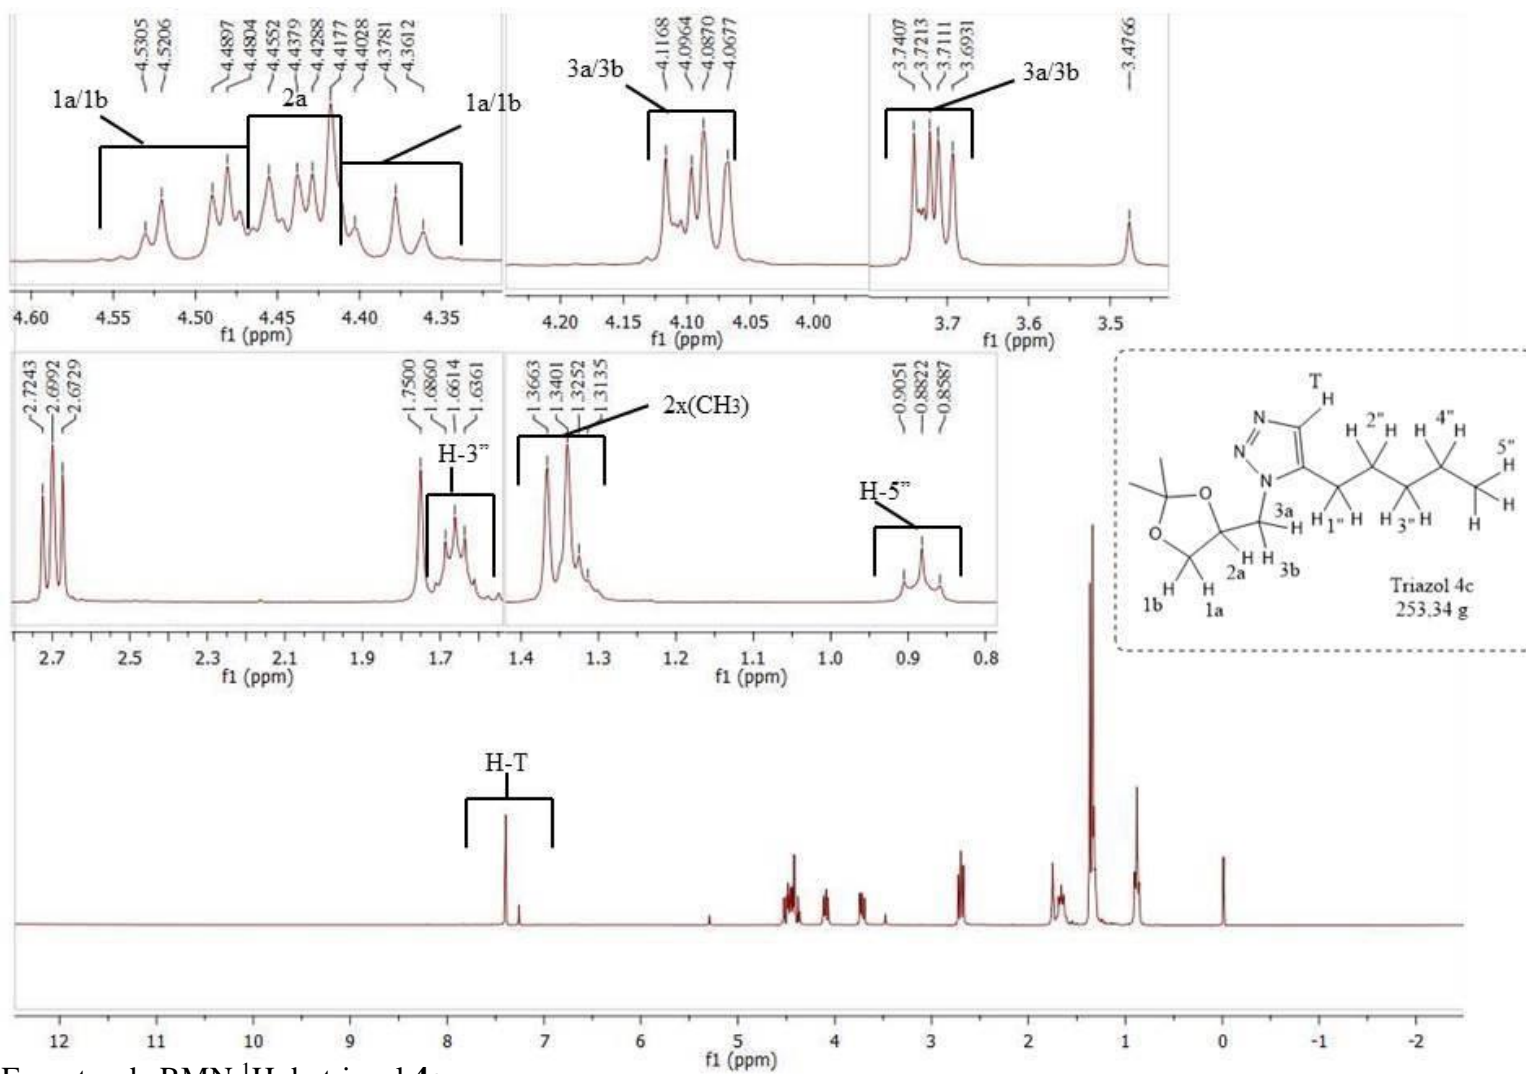 4.5305
4.5206
4.4897
4.4804
4.4552
4.4379
4.4288
4.4177
4.4028
4.3781
4.3612
1a/1b
2a
1a/1b
4.60 4.55 4.50 4.45 4.40 4.35
f1 (ppm)
4.1168
4.0964
4.0870
4.0677
3a/3b
4.20 4.15 4.10 4.05 4.00
f1 (ppm)
3.7407
3.7213
3.7111
3.6931
3.4766
3a/3b
3.7 3.6 3.5
f1 (ppm)
2.7243
2.6992
2.6729
1.7500
1.6860
1.6614
1.6361
H-3"
2.7 2.5 2.3 2.1 1.9 1.7
f1 (ppm)
1.3663
1.3401
1.3252
1.3135
2x(CH3)
0.9051
0.8822
0.8587
H-5"
1.4 1.3 1.2 1.1 1.0 0.9 0.8
f1 (ppm)
T
H
N
N
N
H 2" H
H 4" H
5"
H
H
H
H 1" H
H 3" H
3a
H
H
3b
O
O
H
2a
H
H
1b
1a
Triazol 4c
253,34 g
H-T
12 11 10 9 8 7 6 5 4 3 2 1 0 -1 -2
f1 (ppm)